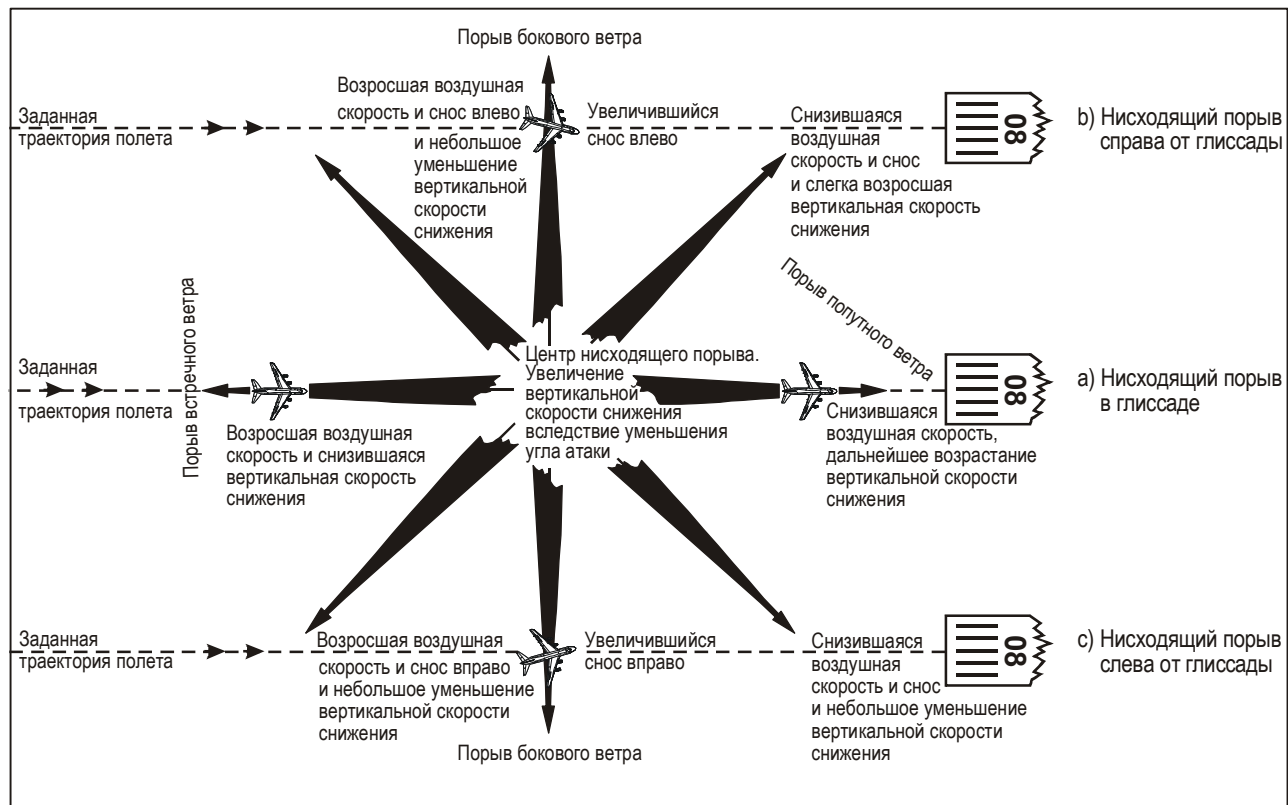 Порыв бокового ветра
Заданная
траектория полета
Возросшая воздушная
скорость и снос влево
и небольшое
уменьшение
вертикальной
скорости
снижения
Увеличившийся
снос влево
Снизившаяся
воздушная
скорость и снос
и слегка возросшая
вертикальная скорость
снижения
08
b) Нисходящий порыв
справа от глиссады
Заданная
траектория полета
Порыв встречного ветра
Возросшая воздушная
скорость и снизившаяся
вертикальная скорость
снижения
Центр нисходящего порыва.
Увеличение
вертикальной
скорости снижения
вследствие уменьшения
угла атаки
Порыв попутного ветра
Снизившаяся
воздушная скорость,
дальнейшее возрастание
вертикальной скорости
снижения
08
a) Нисходящий порыв
в глиссаде
Заданная
траектория полета
Возросшая воздушная
скорость и снос вправо
и небольшое уменьшение
вертикальной скорости
снижения
Увеличившийся
снос вправо
Снизившаяся
воздушная
скорость и снос
и небольшое уменьшение
вертикальной скорости
снижения
08
c) Нисходящий порыв
слева от глиссады
Порыв бокового ветра